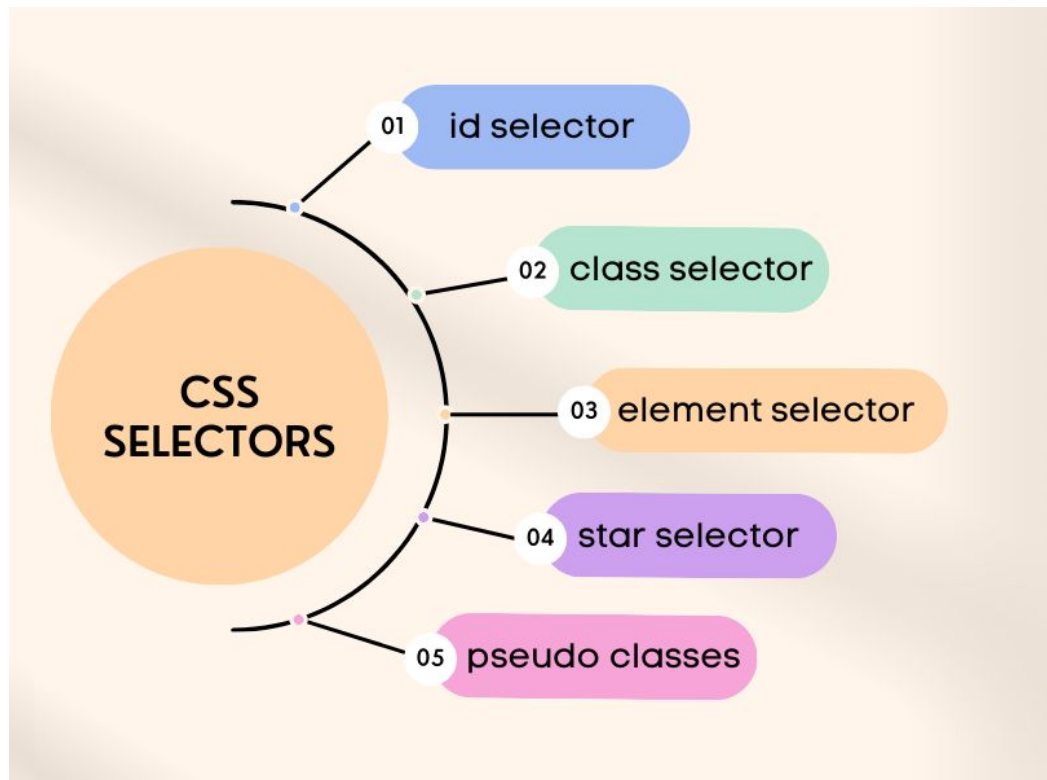 CSS
SELECTORS
01 id selector
02 class selector
03 element selector
04 star selector
05 pseudo classes